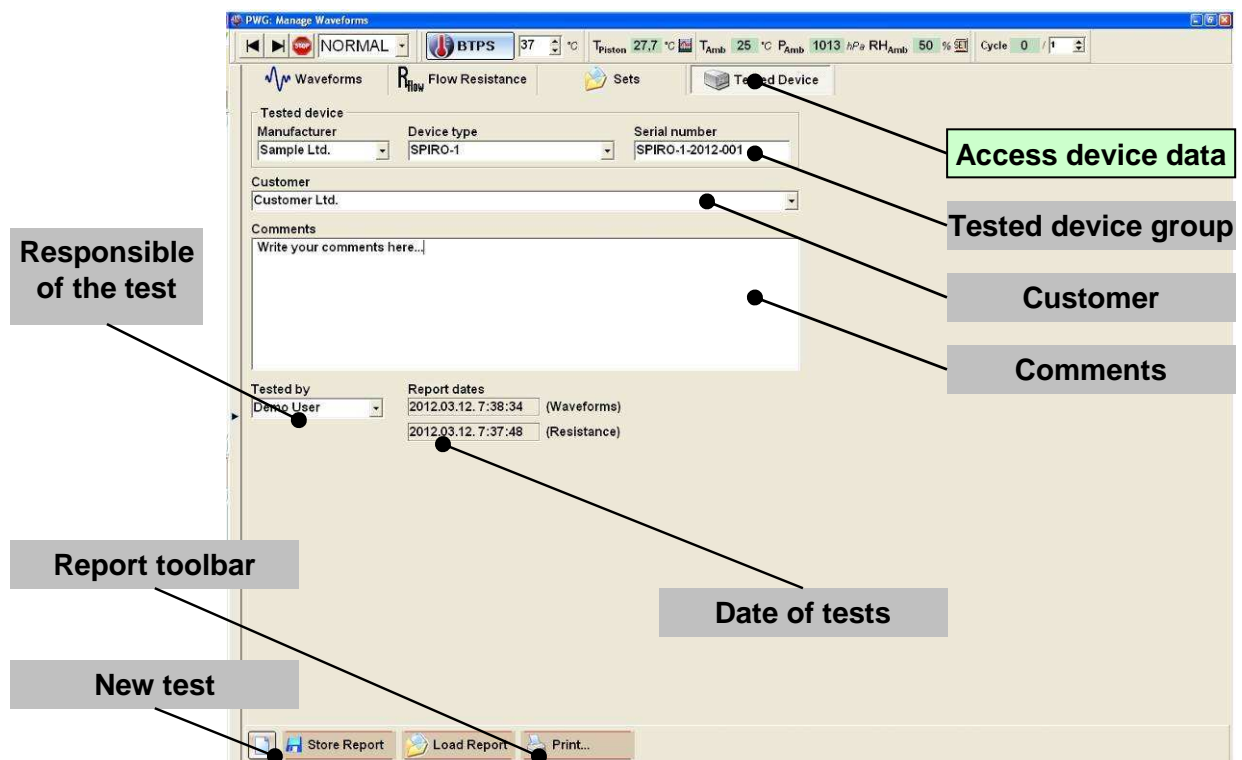 PWG: Manage Waveforms
STOP NORMAL BTPS 37 °C TPiston 27,7 °C TAmb 25 °C PAmb 1013 hPa RHAmb 50 % SET Cycle 0 / 1
Waveforms Rflow Flow Resistance Sets Tested Device
Tested device
Manufacturer Device type Serial number
Sample Ltd. SPIRO-1 SPIRO-1-2012-001
Access device data
Customer
Customer Ltd.
Tested device group
Comments
Write your comments here...
Responsible
of the test
Customer
Comments
Tested by Report dates
Demo User 2012.03.12. 7:38:34 (Waveforms)
2012.03.12. 7:37:48 (Resistance)
Report toolbar
Date of tests
New test
Store Report Load Report Print...